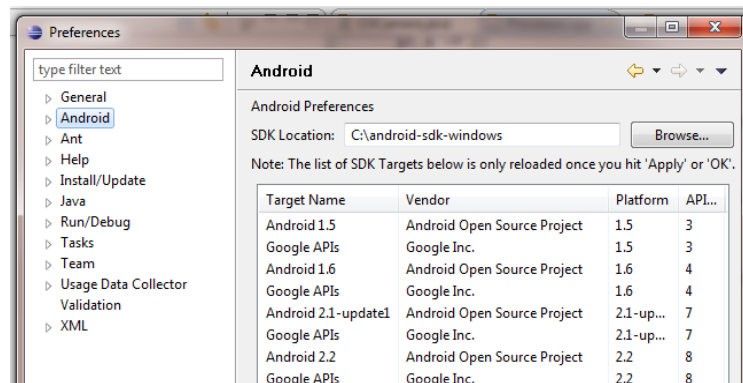 Preferences
type filter text
General
Android
Ant
Help
Install/Update
Java
Run/Debug
Tasks
Team
Usage Data Collector
Validation
XML
Android
Android Preferences
SDK Location: C:\android-sdk-windows Browse...
Note: The list of SDK Targets below is only reloaded once you hit 'Apply' or 'OK'.
Target Name Vendor Platform API...
Android 1.5 Android Open Source Project 1.5 3
Google APIs Google Inc. 1.5 3
Android 1.6 Android Open Source Project 1.6 4
Google APIs Google Inc. 1.6 4
Android 2.1-update1 Android Open Source Project 2.1-up... 7
Google APIs Google Inc. 2.1-up... 7
Android 2.2 Android Open Source Project 2.2 8
Google APIs Google Inc. 2.2 8